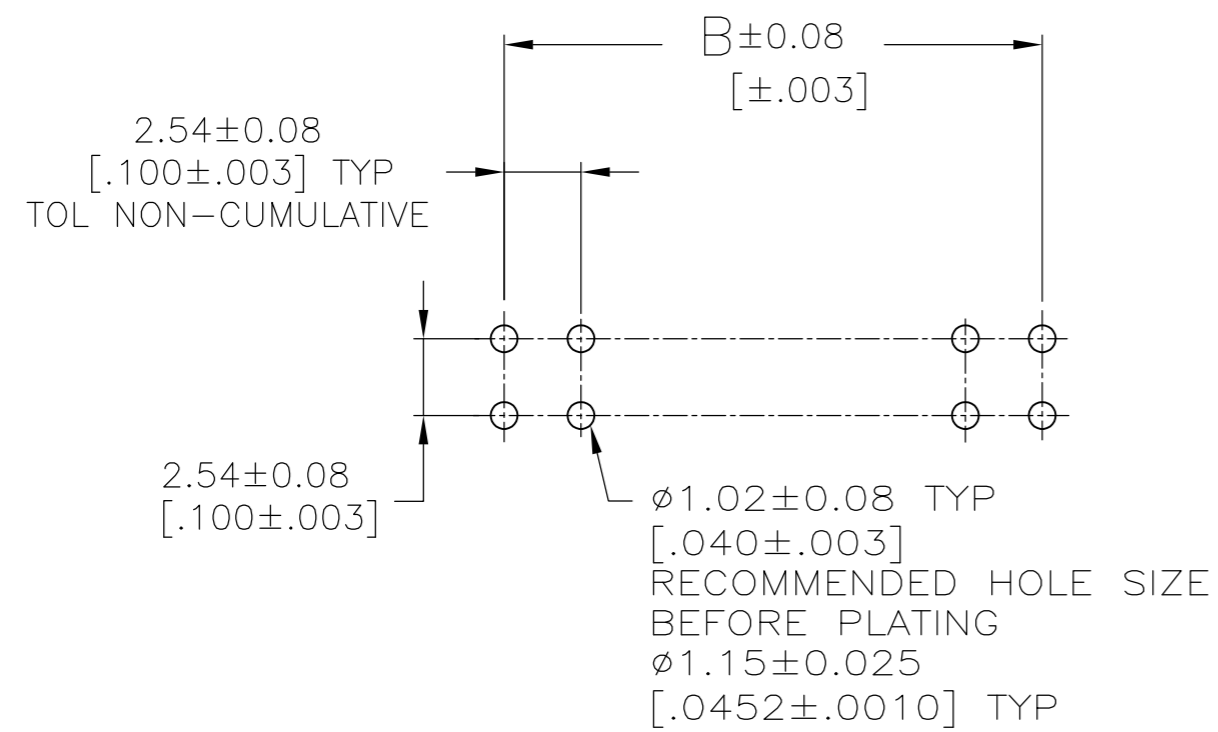 B±0.08
[±.003]
2.54±0.08
[.100±.003] TYP
TOL NON-CUMULATIVE
2.54±0.08
[.100±.003]
⌀1.02±0.08 TYP
[.040±.003]
RECOMMENDED HOLE SIZE
BEFORE PLATING
⌀1.15±0.025
[.0452±.0010] TYP